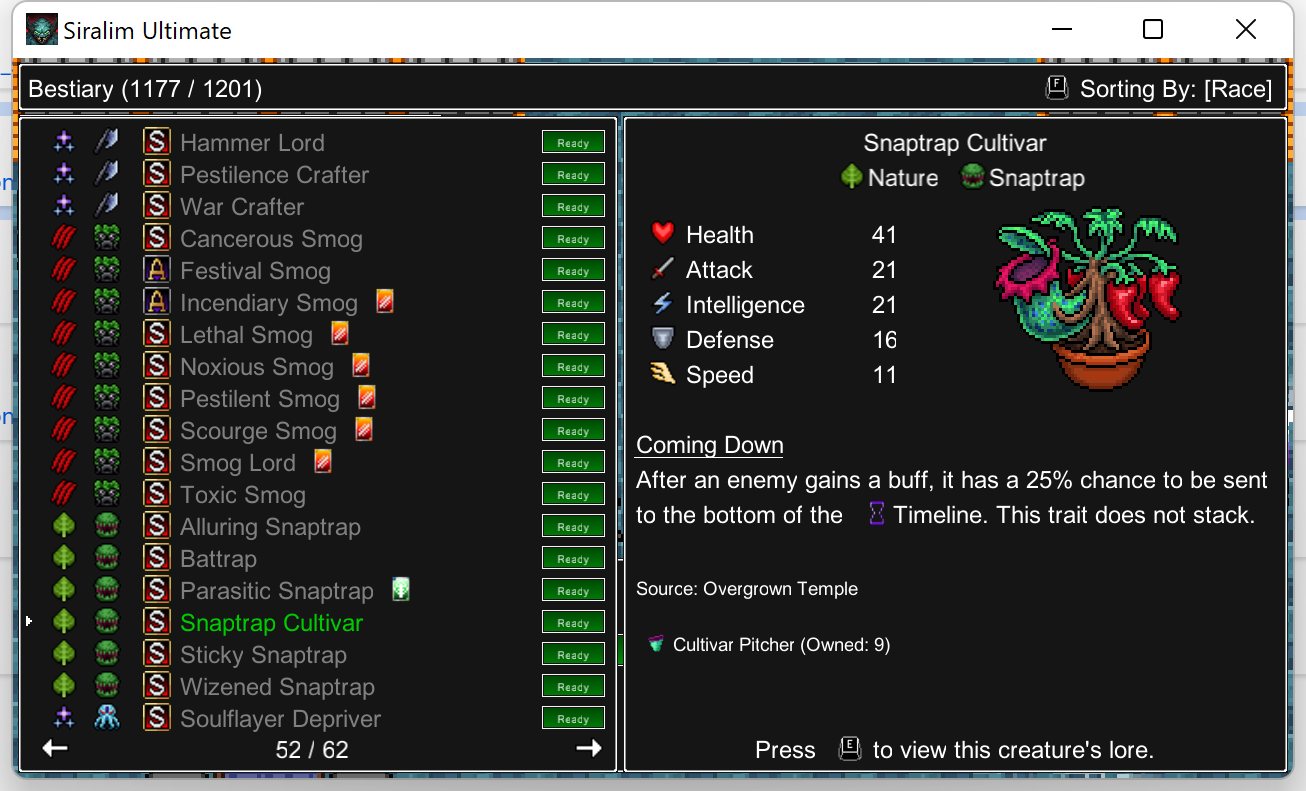 Siralim Ultimate
Bestiary (1177 / 1201)
F Sorting By: [Race]
S Hammer Lord Ready
S Pestilence Crafter Ready
S War Crafter Ready
S Cancerous Smog Ready
A Festival Smog Ready
A Incendiary Smog Ready
S Lethal Smog Ready
S Noxious Smog Ready
S Pestilent Smog Ready
S Scourge Smog Ready
S Smog Lord Ready
S Toxic Smog Ready
S Alluring Snaptrap Ready
S Battrap Ready
S Parasitic Snaptrap Ready
S Snaptrap Cultivar Ready
S Sticky Snaptrap Ready
S Wizened Snaptrap Ready
S Soulflayer Depriver Ready
52 / 62
Snaptrap Cultivar
Nature Snaptrap
Health 41
Attack 21
Intelligence 21
Defense 16
Speed 11
Coming Down
After an enemy gains a buff, it has a 25% chance to be sent
to the bottom of the Timeline. This trait does not stack.
Source: Overgrown Temple
Cultivar Pitcher (Owned: 9)
Press E to view this creature's lore.